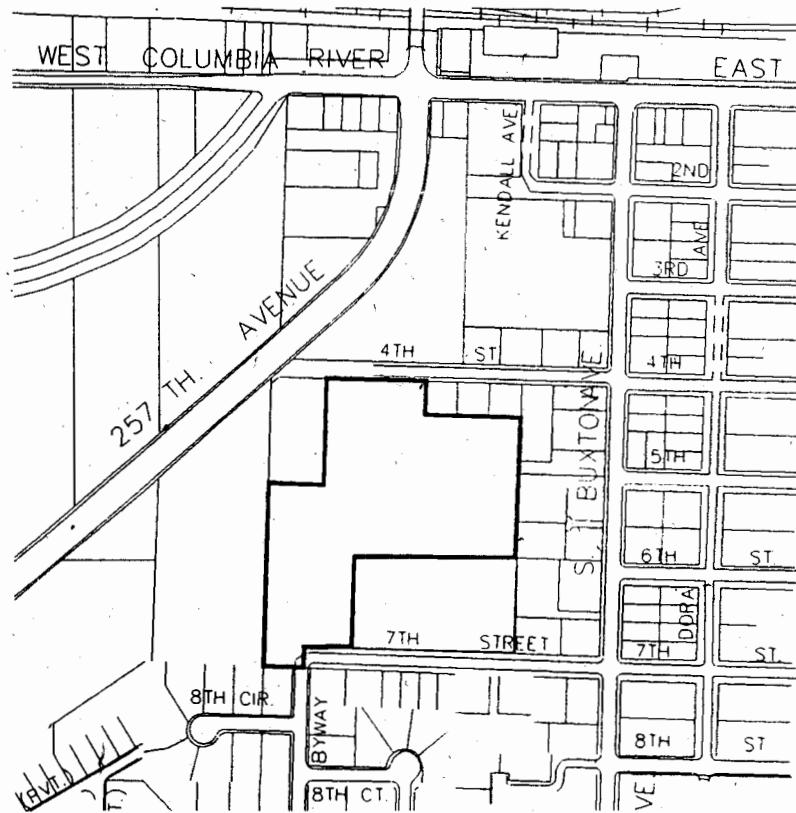 WEST COLUMBIA RIVER EAST
KENDALL AVE
2ND
AVE
3RD
257 TH. AVENUE
4TH ST
4TH
S. BUXTON AVE
5TH
6TH ST.
DORA
7TH STREET
7TH ST.
8TH CIR.
BYWAY
8TH ST
8TH CT.